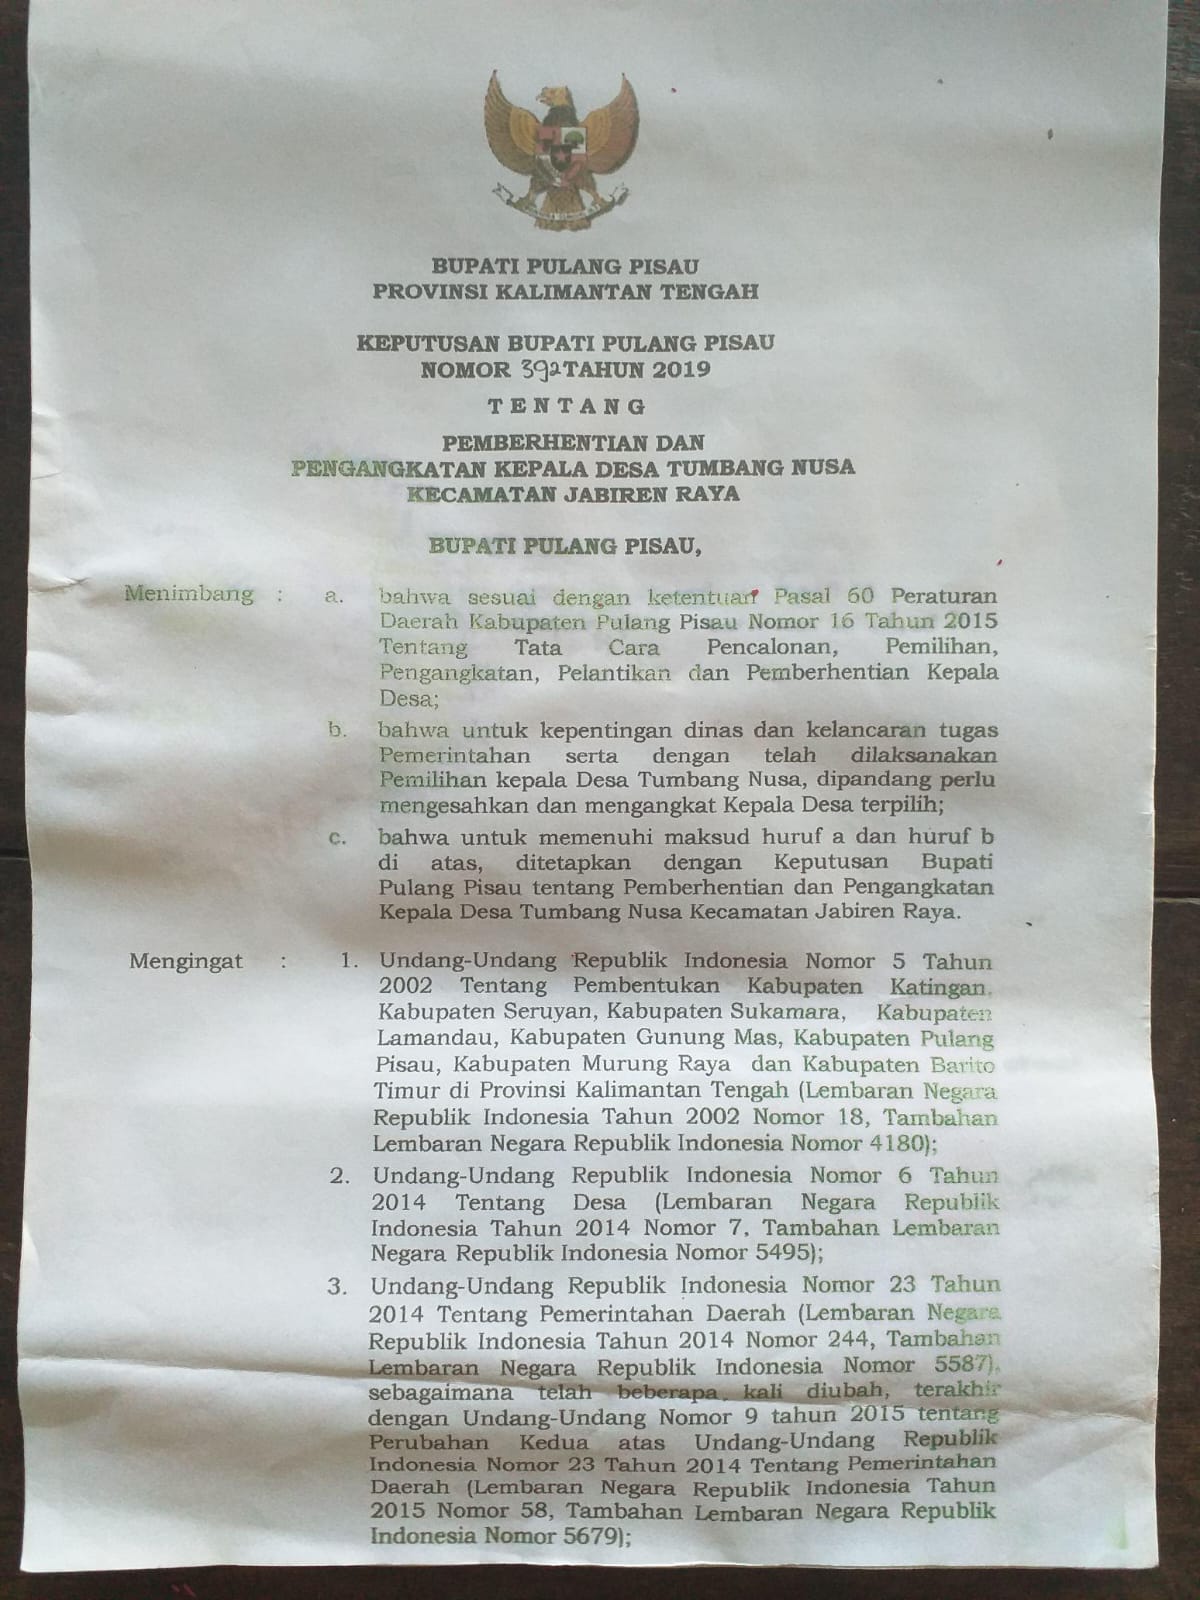 BUPATI PULANG PISAU
PROVINSI KALIMANTAN TENGAH
KEPUTUSAN BUPATI PULANG PISAU
NOMOR 392 TAHUN 2019
T E N T A N G
PEMBERHENTIAN DAN
PENGANGKATAN KEPALA DESA TUMBANG NUSA
KECAMATAN JABIREN RAYA
BUPATI PULANG PISAU,
Menimbang : a. bahwa sesuai dengan ketentuan Pasal 60 Peraturan
Daerah Kabupaten Pulang Pisau Nomor 16 Tahun 2015
Tentang Tata Cara Pencalonan, Pemilihan,
Pengangkatan, Pelantikan dan Pemberhentian Kepala
Desa;
b. bahwa untuk kepentingan dinas dan kelancaran tugas
Pemerintahan serta dengan telah dilaksanakan
Pemilihan kepala Desa Tumbang Nusa, dipandang perlu
mengesahkan dan mengangkat Kepala Desa terpilih;
c. bahwa untuk memenuhi maksud huruf a dan huruf b
di atas, ditetapkan dengan Keputusan Bupati
Pulang Pisau tentang Pemberhentian dan Pengangkatan
Kepala Desa Tumbang Nusa Kecamatan Jabiren Raya.
Mengingat : 1. Undang-Undang Republik Indonesia Nomor 5 Tahun
2002 Tentang Pembentukan Kabupaten Katingan,
Kabupaten Seruyan, Kabupaten Sukamara, Kabupaten
Lamandau, Kabupaten Gunung Mas, Kabupaten Pulang
Pisau, Kabupaten Murung Raya dan Kabupaten Barito
Timur di Provinsi Kalimantan Tengah (Lembaran Negara
Republik Indonesia Tahun 2002 Nomor 18, Tambahan
Lembaran Negara Republik Indonesia Nomor 4180);
2. Undang-Undang Republik Indonesia Nomor 6 Tahun
2014 Tentang Desa (Lembaran Negara Republik
Indonesia Tahun 2014 Nomor 7, Tambahan Lembaran
Negara Republik Indonesia Nomor 5495);
3. Undang-Undang Republik Indonesia Nomor 23 Tahun
2014 Tentang Pemerintahan Daerah (Lembaran Negara
Republik Indonesia Tahun 2014 Nomor 244, Tambahan
Lembaran Negara Republik Indonesia Nomor 5587),
sebagaimana telah beberapa kali diubah, terakhir
dengan Undang-Undang Nomor 9 tahun 2015 tentang
Perubahan Kedua atas Undang-Undang Republik
Indonesia Nomor 23 Tahun 2014 Tentang Pemerintahan
Daerah (Lembaran Negara Republik Indonesia Tahun
2015 Nomor 58, Tambahan Lembaran Negara Republik
Indonesia Nomor 5679);